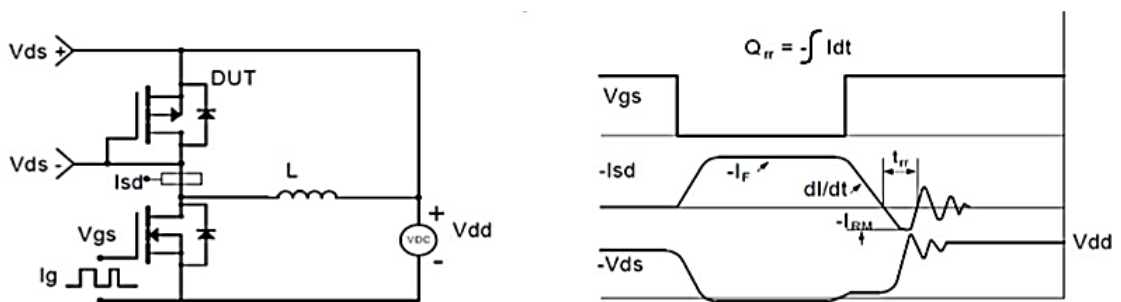 Vds +
DUT
Vds -
Isd
L
Vgs
Ig
VDC
+
Vdd
-
Qrr = -∫ Idt
Vgs
-Isd
-IF
dI/dt
trr
-IRM
-Vds
Vdd